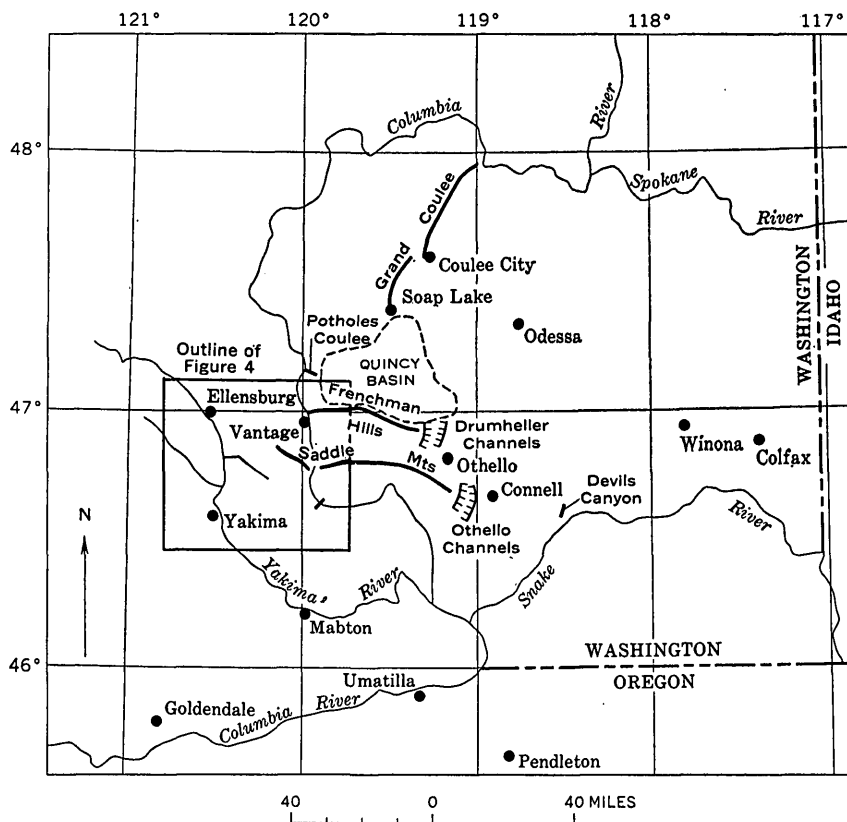 121°
120°
119°
118°
117°
48°
Columbia
River
Spokane
River
Grand
Coulee
Coulee City
Soap Lake
Odessa
WASHINGTON
IDAHO
Potholes
Coulee
Outline of
Figure 4
QUINCY
BASIN
47°
Ellensburg
Frenchman
Hills
Vantage
Drumheller
Channels
Winona
Colfax
Saddle
Mts
Othello
Connell
Devils
Canyon
Othello
Channels
N
Yakima
Yakima
River
Snake
River
Mabton
46°
WASHINGTON
OREGON
Umatilla
Goldendale
Columbia
River
Pendleton
40
0
40 MILES